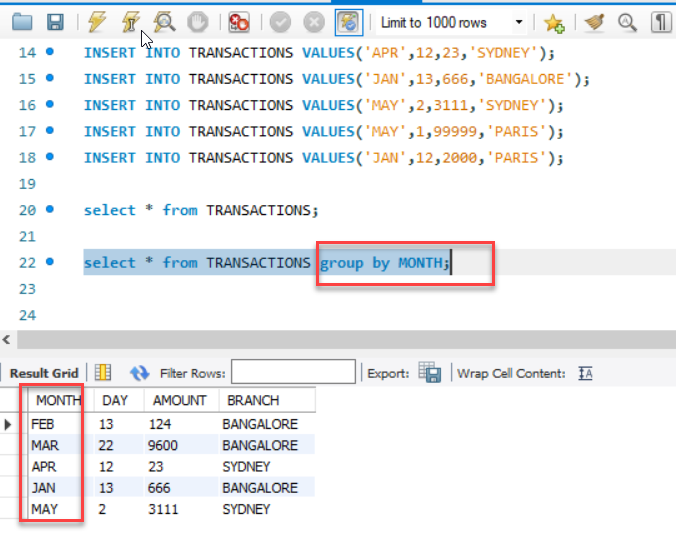 Limit to 1000 rows
14 INSERT INTO TRANSACTIONS VALUES('APR',12,23,'SYDNEY');
15 INSERT INTO TRANSACTIONS VALUES('JAN',13,666,'BANGALORE');
16 INSERT INTO TRANSACTIONS VALUES('MAY',2,3111,'SYDNEY');
17 INSERT INTO TRANSACTIONS VALUES('MAY',1,99999,'PARIS');
18 INSERT INTO TRANSACTIONS VALUES('JAN',12,2000,'PARIS');
19
20 select * from TRANSACTIONS;
21
22 select * from TRANSACTIONS group by MONTH;
23
24
Result Grid Filter Rows: Export: Wrap Cell Content: IA
MONTH DAY AMOUNT BRANCH
FEB 13 124 BANGALORE
MAR 22 9600 BANGALORE
APR 12 23 SYDNEY
JAN 13 666 BANGALORE
MAY 2 3111 SYDNEY